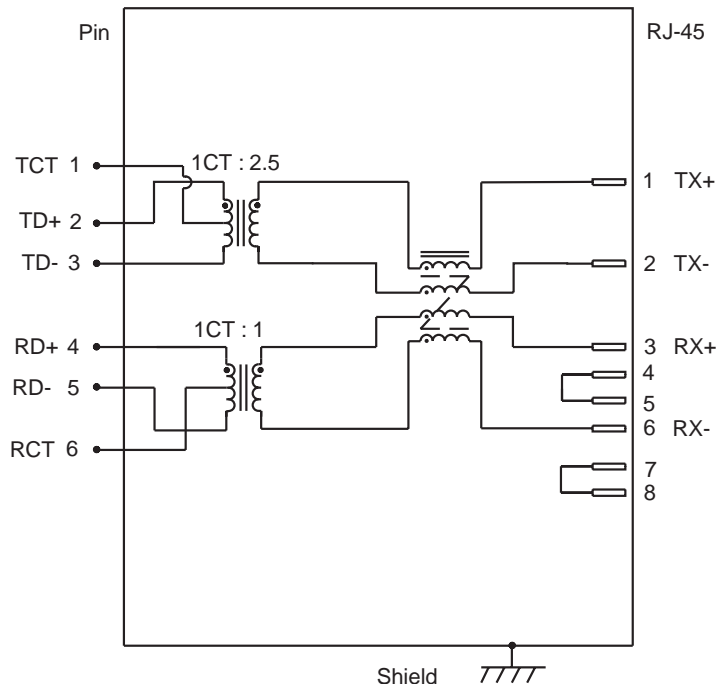 Pin
RJ-45
TCT 1
1CT : 2.5
1 TX+
TD+ 2
TD- 3
2 TX-
1CT : 1
RD+ 4
3 RX+
4
RD- 5
5
6 RX-
RCT 6
7
8
Shield